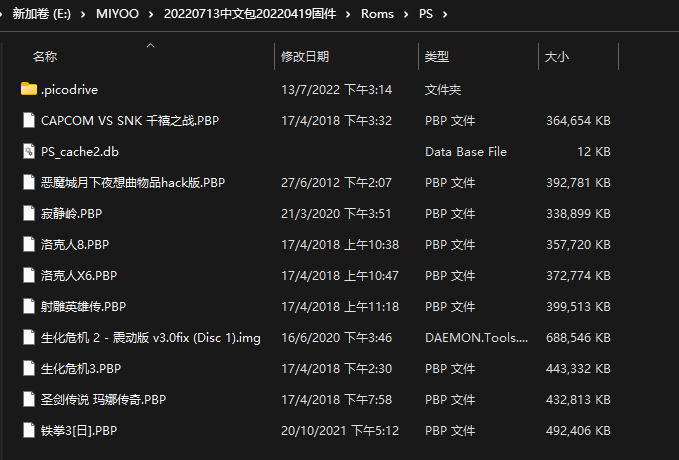 新加卷 (E:) › MIYOO › 20220713中文包20220419固件 › Roms › PS ›
名称 修改日期 类型 大小
.picodrive 13/7/2022 下午3:14 文件夹
CAPCOM VS SNK 千禧之战.PBP 17/4/2018 下午3:32 PBP 文件 364,654 KB
PS_cache2.db Data Base File 12 KB
恶魔城月下夜想曲物品hack版.PBP 27/6/2012 下午2:07 PBP 文件 392,781 KB
寂静岭.PBP 21/3/2020 下午3:51 PBP 文件 338,899 KB
洛克人8.PBP 17/4/2018 上午10:38 PBP 文件 357,720 KB
洛克人X6.PBP 17/4/2018 上午10:47 PBP 文件 372,774 KB
射雕英雄传.PBP 17/4/2018 上午11:18 PBP 文件 399,513 KB
生化危机 2 - 震动版 v3.0fix (Disc 1).img 16/6/2020 下午3:46 DAEMON.Tools.... 688,546 KB
生化危机3.PBP 17/4/2018 下午2:30 PBP 文件 443,332 KB
圣剑传说 玛娜传奇.PBP 17/4/2018 下午7:58 PBP 文件 432,813 KB
铁拳3[日].PBP 20/10/2021 下午5:12 PBP 文件 492,406 KB